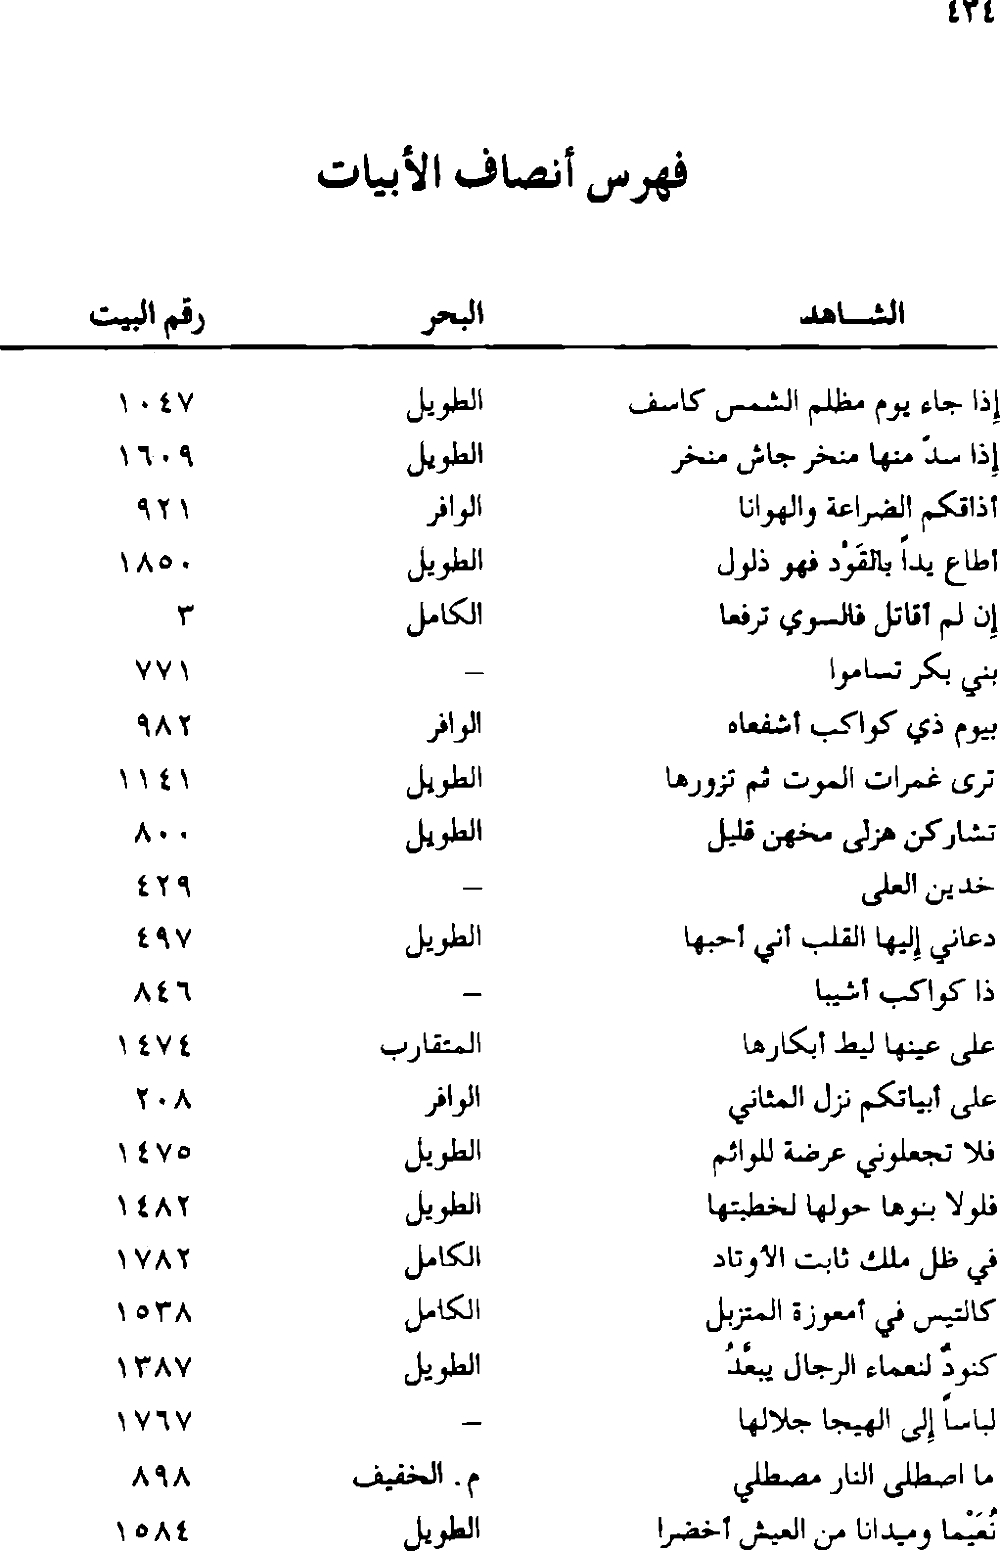 ٤٣٤
فهرس أنصاف الأبيات
الشـــاهد البحر رقم البيت
إذا جاء يوم مظلم الشمس كاسف الطويل ١٠٤٧
إذا سدّ منها منخر جاش منخر الطويل ١٦٠٩
أذاقكم الضراعة والهوانا الوافر ٩٢١
أطاع يداً بالقَوْد فهو ذلول الطويل ١٨٥٠
إن لم أقاتل فالسوي ترفعا الكامل ٣
بني بكر تساموا – ٧٧١
بيوم ذي كواكب أشفعاه الوافر ٩٨٢
ترى غمرات الموت ثم تزورها الطويل ١١٤١
تشاركن هزلى مخهن قليل الطويل ٨٠٠
خدين العلى – ٤٢٩
دعاني إليها القلب أني أحبها الطويل ٤٩٧
ذا كواكب أشيبا – ٨٤٦
على عينها ليط أبكارها المتقارب ١٤٧٤
على أبياتكم نزل المثاني الوافر ٢٠٨
فلا تجعلوني عرضة للوائم الطويل ١٤٧٥
فلولا بنوها حولها لخطبتها الطويل ١٤٨٢
في ظل ملك ثابت الأوتاد الكامل ١٧٨٢
كالتيس في أمعوزة المتزبل الكامل ١٥٣٨
كنودٌ لنعماء الرجال يبعَّدُ الطويل ١٣٨٧
لباساً إلى الهيجا جلالها – ١٧٦٧
ما اصطلى النار مصطلي م. الخفيف ٨٩٨
نُعَيْما وميدانا من العيش أخضرا الطويل ١٥٨٤